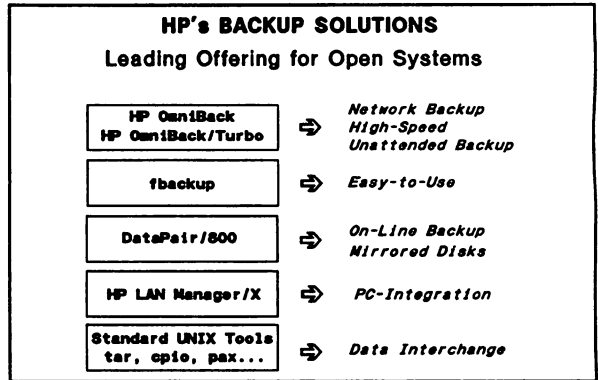 HP's BACKUP SOLUTIONS
Leading Offering for Open Systems
HP OmniBack
HP OmniBack/Turbo
Network Backup
High-Speed
Unattended Backup
fbackup
Easy-to-Use
DataPair/800
On-Line Backup
Mirrored Disks
HP LAN Manager/X
PC-Integration
Standard UNIX Tools
tar, cpio, pax...
Data Interchange